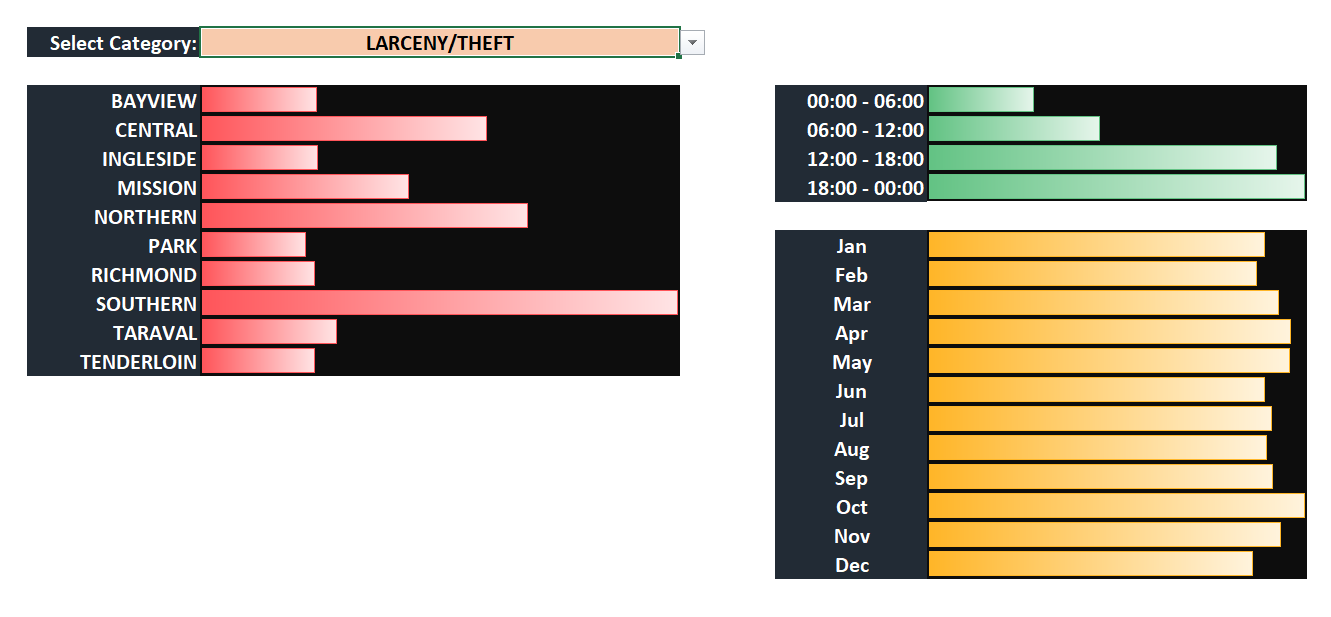 Select Category: LARCENY/THEFT
BAYVIEW
CENTRAL
INGLESIDE
MISSION
NORTHERN
PARK
RICHMOND
SOUTHERN
TARAVAL
TENDERLOIN
00:00 - 06:00
06:00 - 12:00
12:00 - 18:00
18:00 - 00:00
Jan
Feb
Mar
Apr
May
Jun
Jul
Aug
Sep
Oct
Nov
Dec